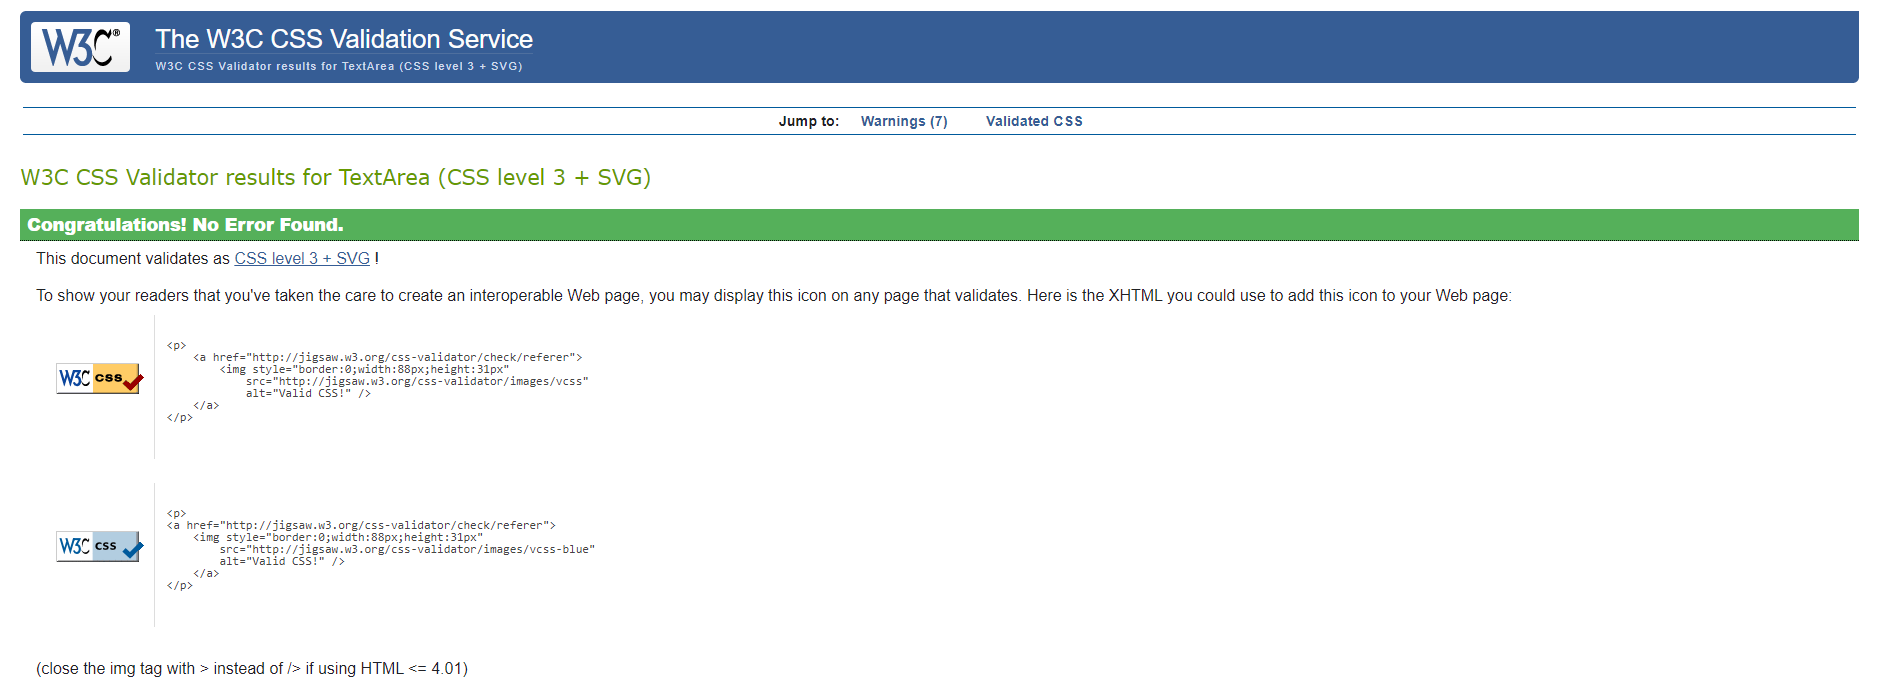 W3C®
The W3C CSS Validation Service
W3C CSS Validator results for TextArea (CSS level 3 + SVG)
Jump to: Warnings (7) Validated CSS
W3C CSS Validator results for TextArea (CSS level 3 + SVG)
Congratulations! No Error Found.
This document validates as CSS level 3 + SVG !
To show your readers that you've taken the care to create an interoperable Web page, you may display this icon on any page that validates. Here is the XHTML you could use to add this icon to your Web page:
W3C css
<p>
<a href="http://jigsaw.w3.org/css-validator/check/referer">
<img style="border:0;width:88px;height:31px"
src="http://jigsaw.w3.org/css-validator/images/vcss"
alt="Valid CSS!" />
</a>
</p>
W3C css
<p>
<a href="http://jigsaw.w3.org/css-validator/check/referer">
<img style="border:0;width:88px;height:31px"
src="http://jigsaw.w3.org/css-validator/images/vcss-blue"
alt="Valid CSS!" />
</a>
</p>
(close the img tag with > instead of /> if using HTML <= 4.01)